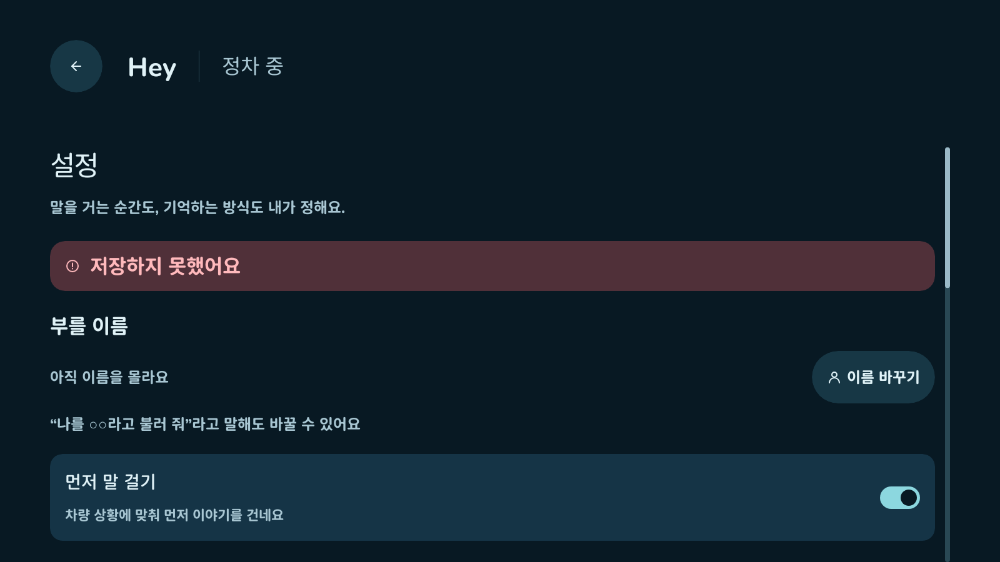 Hey
정차 중
설정
말을 거는 순간도, 기억하는 방식도 내가 정해요.
저장하지 못했어요
부를 이름
아직 이름을 몰라요
이름 바꾸기
“나를 ○○라고 불러 줘”라고 말해도 바꿀 수 있어요
먼저 말 걸기
차량 상황에 맞춰 먼저 이야기를 건네요